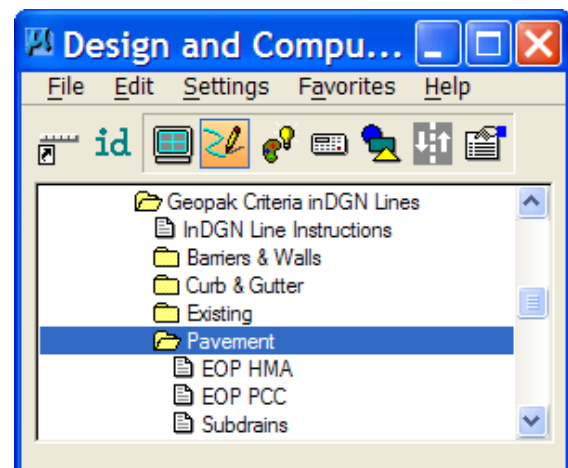 Design and Compu...
File Edit Settings Favorites Help
id
Geopak Criteria inDGN Lines
InDGN Line Instructions
Barriers & Walls
Curb & Gutter
Existing
Pavement
EOP HMA
EOP PCC
Subdrains